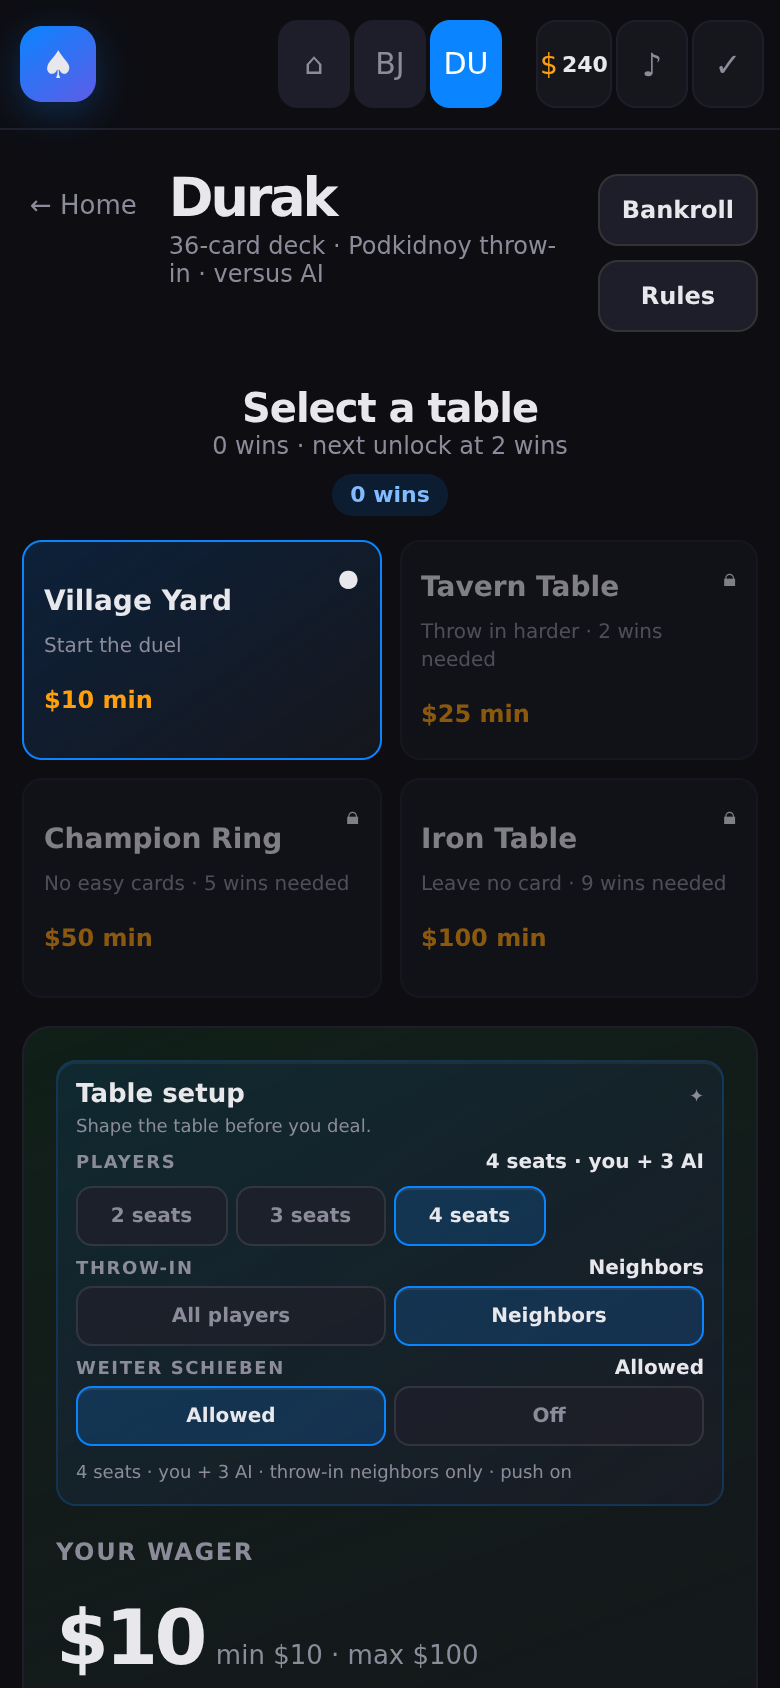 ♠ ⌂ BJ DU $ 240 ♪ ✓
← Home
Durak
36-card deck · Podkidnoy throw-
in · versus AI
Bankroll
Rules
Select a table
0 wins · next unlock at 2 wins
0 wins
Village Yard
Start the duel
$10 min
Tavern Table
Throw in harder · 2 wins
needed
$25 min
Champion Ring
No easy cards · 5 wins needed
$50 min
Iron Table
Leave no card · 9 wins needed
$100 min
Table setup
Shape the table before you deal.
PLAYERS
4 seats · you + 3 AI
2 seats
3 seats
4 seats
THROW-IN
Neighbors
All players
Neighbors
WEITER SCHIEBEN
Allowed
Allowed
Off
4 seats · you + 3 AI · throw-in neighbors only · push on
YOUR WAGER
$10 min $10 · max $100